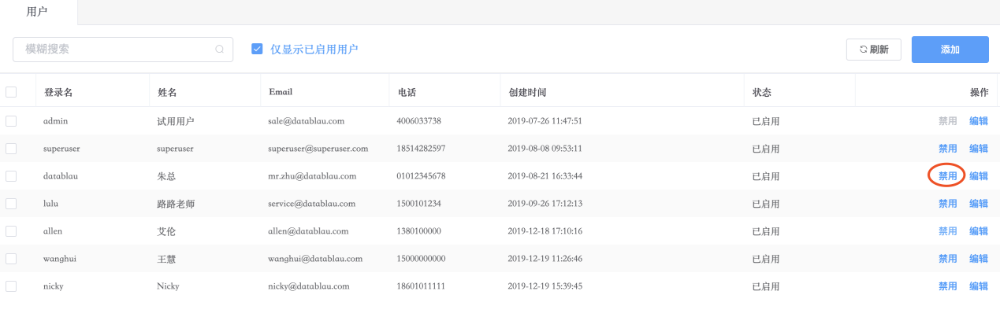 用户
模糊搜索 仅显示已启用用户 刷新 添加
登录名 姓名 Email 电话 创建时间 状态 操作
admin 试用用户 sale@datablau.com 4006033738 2019-07-26 11:47:51 已启用 禁用 编辑
superuser superuser superuser@superuser.com 18514282597 2019-08-08 09:53:11 已启用 禁用 编辑
datablau 朱总 mr.zhu@datablau.com 01012345678 2019-08-21 16:33:44 已启用 禁用 编辑
lulu 路路老师 service@datablau.com 1500101234 2019-09-26 17:12:13 已启用 禁用 编辑
allen 艾伦 allen@datablau.com 1380100000 2019-12-18 17:10:16 已启用 禁用 编辑
wanghui 王慧 wanghui@datablau.com 15000000000 2019-12-19 11:26:46 已启用 禁用 编辑
nicky Nicky nicky@datablau.com 18601011111 2019-12-19 15:39:45 已启用 禁用 编辑